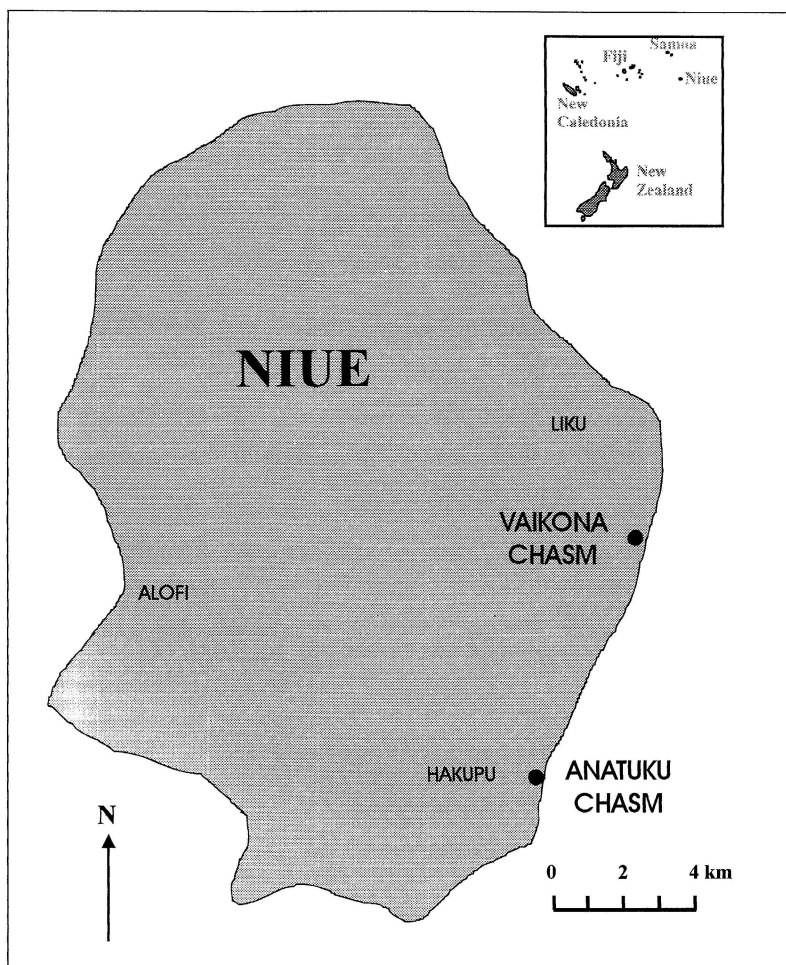 Samoa
Fiji
Niue
New
Caledonia
New
Zealand
NIUE
LIKU
VAIKONA
CHASM
ALOFI
HAKUPU
ANATUKU
CHASM
N
0 2 4 km